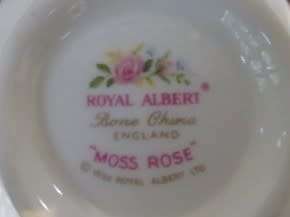 ROYAL ALBERT®
Bone China
ENGLAND
"MOSS ROSE"
© ROYAL ALBERT LTD